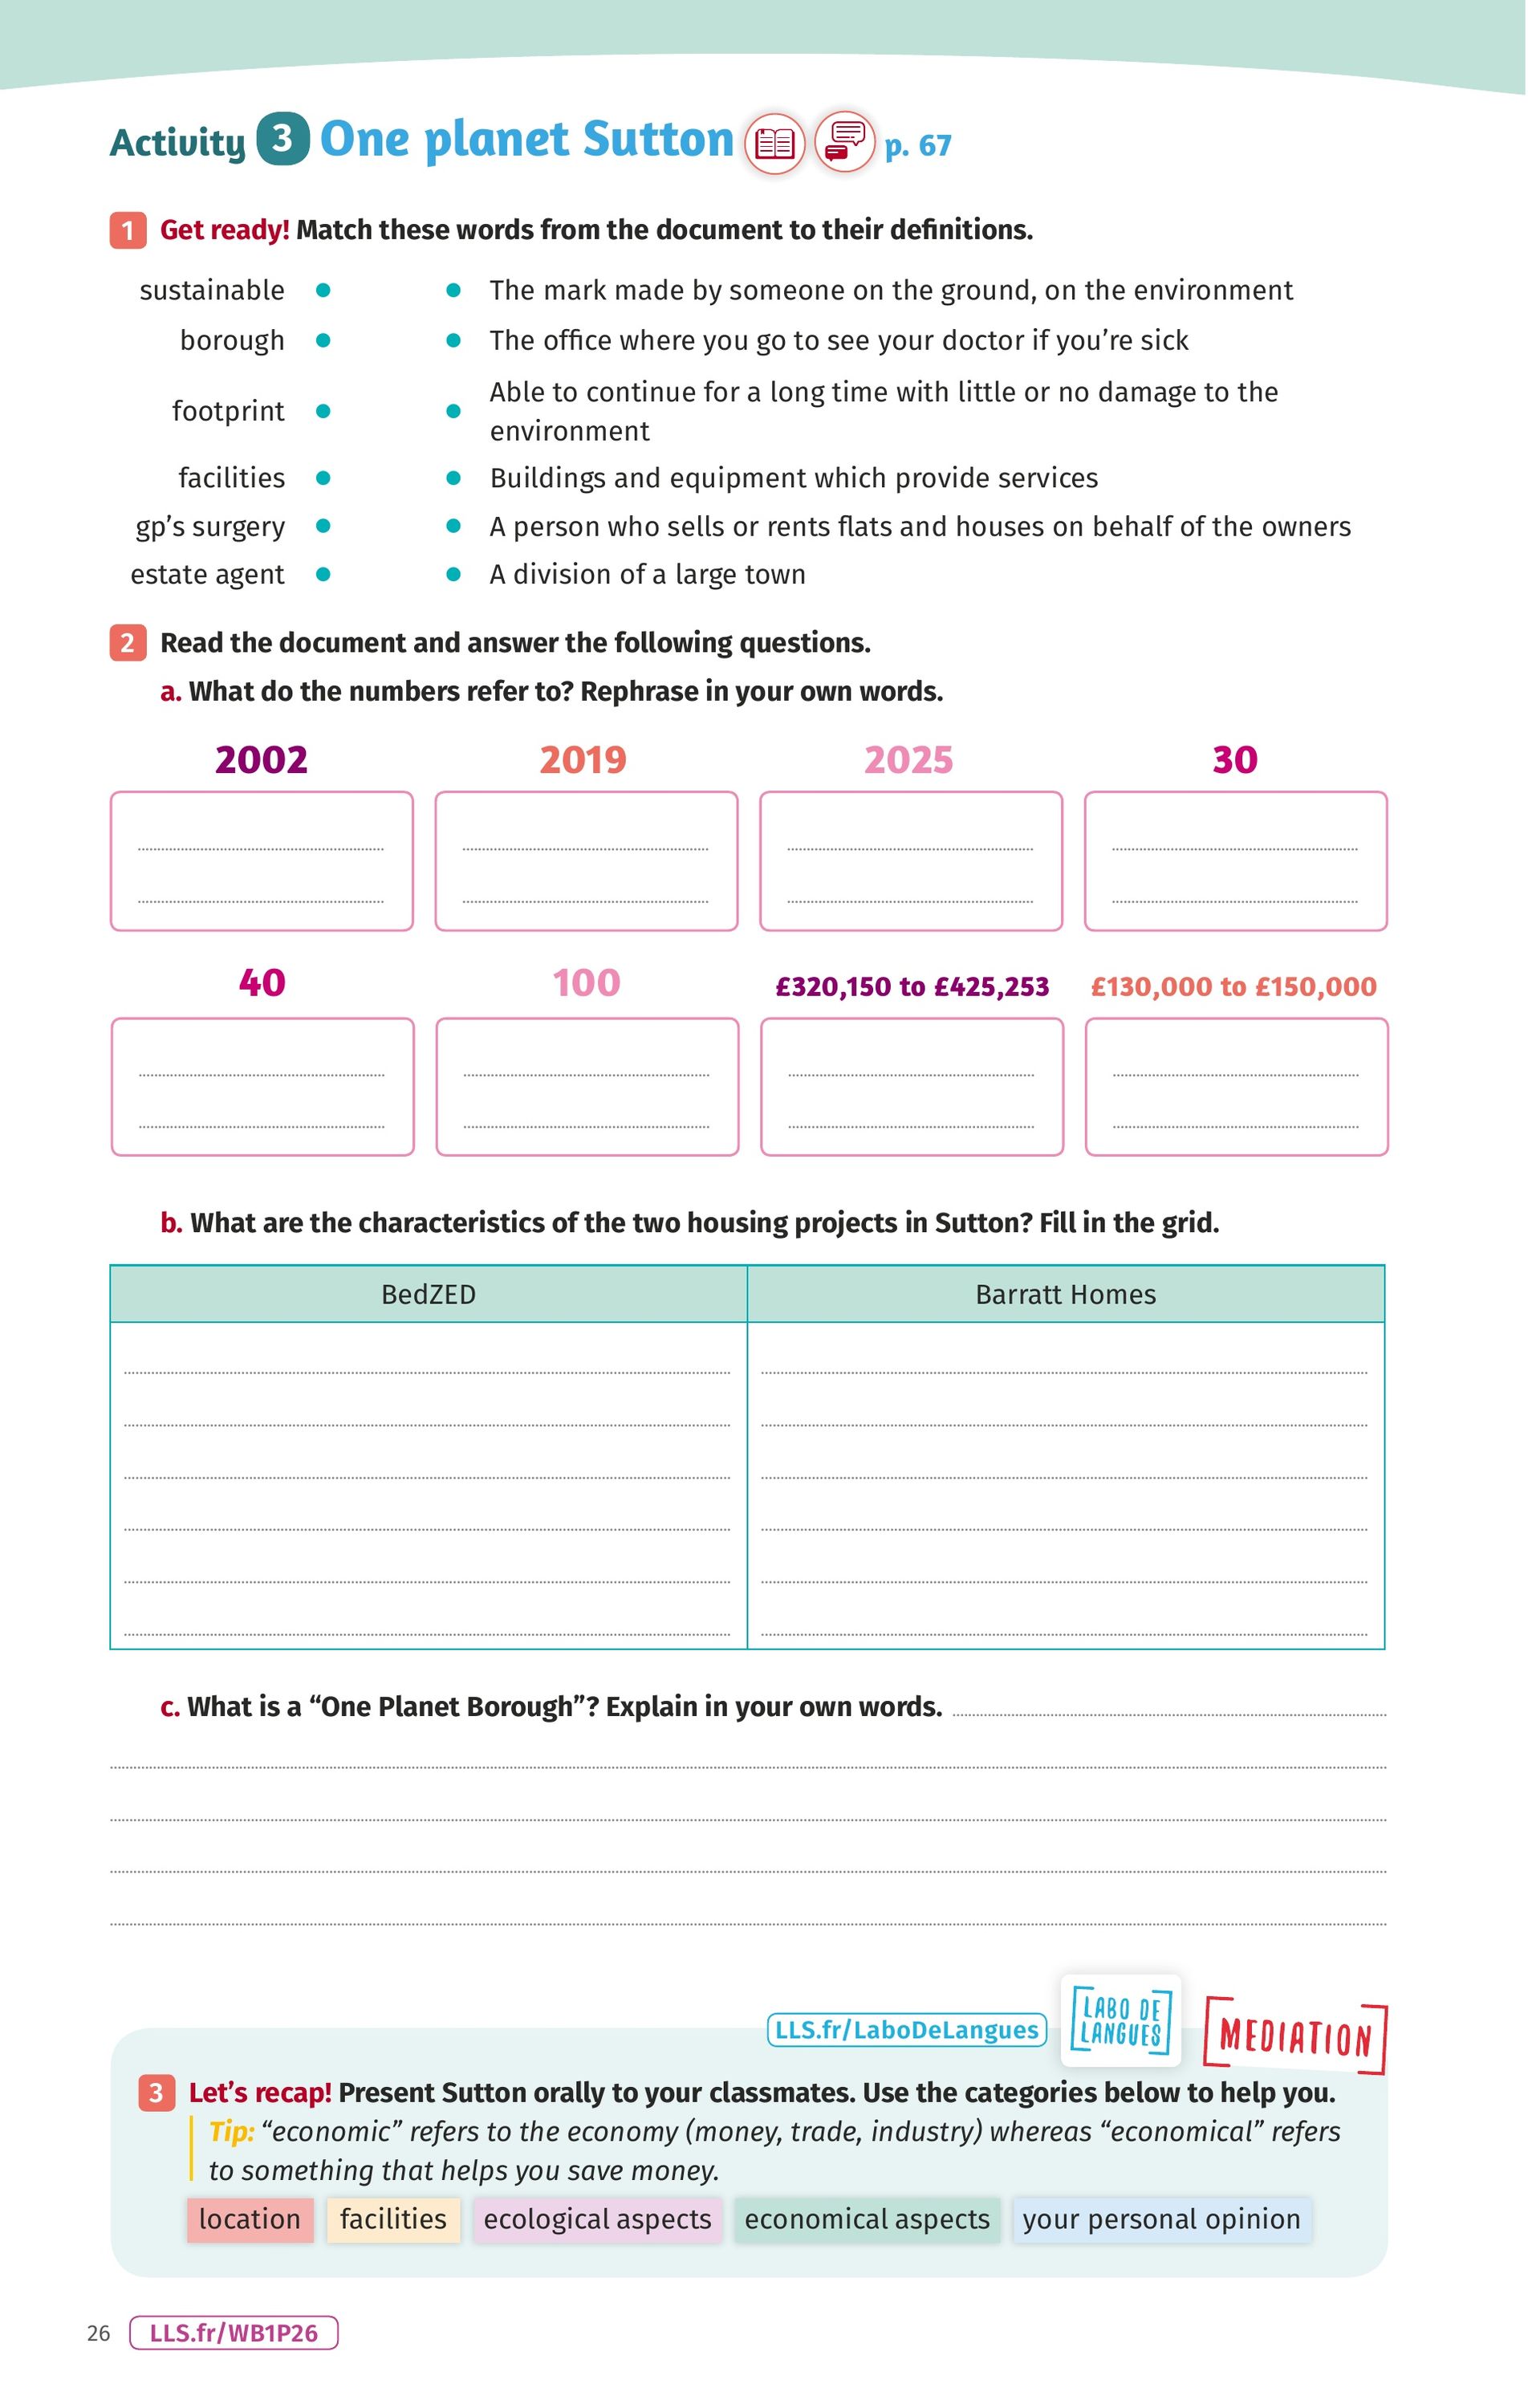 Activity 3 One planet Sutton p. 67
1 Get ready! Match these words from the document to their definitions.
sustainable • • The mark made by someone on the ground, on the environment
borough • • The office where you go to see your doctor if you’re sick
footprint • • Able to continue for a long time with little or no damage to the
environment
facilities • • Buildings and equipment which provide services
gp’s surgery • • A person who sells or rents flats and houses on behalf of the owners
estate agent • • A division of a large town
2 Read the document and answer the following questions.
a. What do the numbers refer to? Rephrase in your own words.
2002 2019 2025 30
40 100 £320,150 to £425,253 £130,000 to £150,000
b. What are the characteristics of the two housing projects in Sutton? Fill in the grid.
BedZED Barratt Homes
c. What is a “One Planet Borough”? Explain in your own words.
LLS.fr/LaboDeLangues
LABO DE
LANGUES
MEDIATION
3 Let’s recap! Present Sutton orally to your classmates. Use the categories below to help you.
Tip: “economic” refers to the economy (money, trade, industry) whereas “economical” refers
to something that helps you save money.
location facilities ecological aspects economical aspects your personal opinion
26 LLS.fr/WB1P26